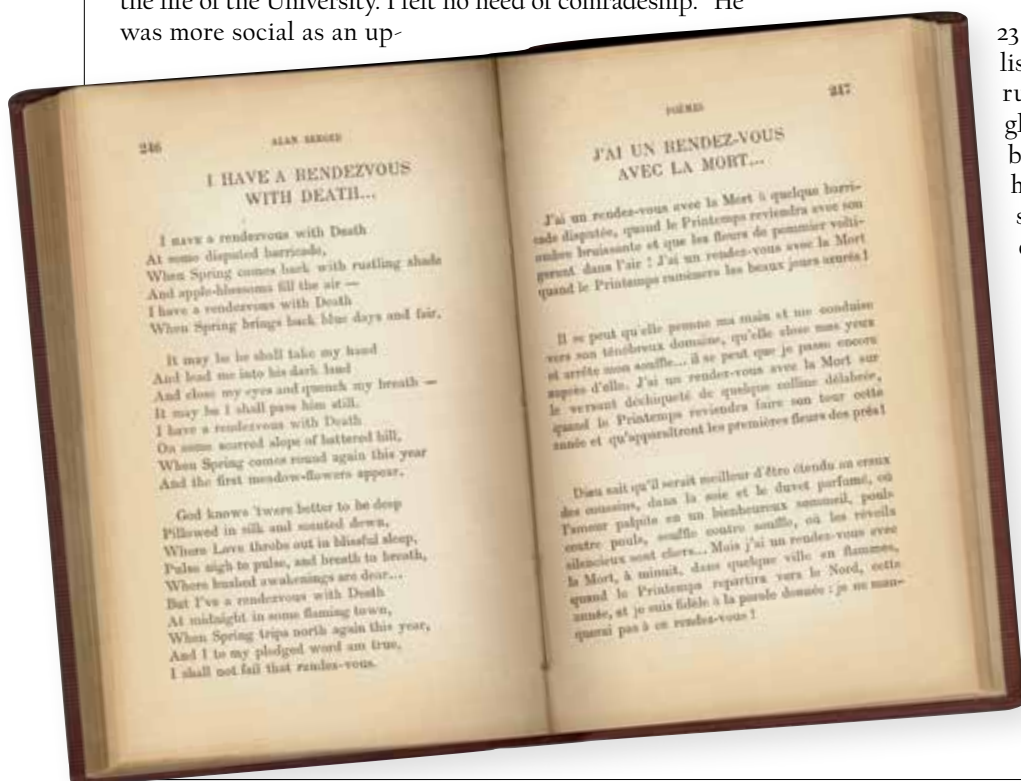 the life of the University. I felt no need of comradeship.” He
was more social as an up-
23
lis
ru
gl
b
h
s
246
ALAN SEEGER
I HAVE A RENDEZVOUS
WITH DEATH...
I have a rendezvous with Death
At some disputed barricade,
When Spring comes back with rustling shade
And apple-blossoms fill the air —
I have a rendezvous with Death
When Spring brings back blue days and fair.
It may be he shall take my hand
And lead me into his dark land
And close my eyes and quench my breath —
It may be I shall pass him still.
I have a rendezvous with Death
On some scarred slope of battered hill,
When Spring comes round again this year
And the first meadow-flowers appear.
God knows 'twere better to be deep
Pillowed in silk and scented down,
Where Love throbs out in blissful sleep,
Pulse nigh to pulse, and breath to breath,
Where hushed awakenings are dear...
But I've a rendezvous with Death
At midnight in some flaming town,
When Spring trips north again this year,
And I to my pledged word am true,
I shall not fail that rendez-vous.
POÈMES
247
J'AI UN RENDEZ-VOUS
AVEC LA MORT...
J'ai un rendez-vous avec la Mort à quelque barri-
cade disputée, quand le Printemps reviendra avec son
ombre bruissante et que les fleurs de pommier volti-
geront dans l'air ! J'ai un rendez-vous avec la Mort
quand le Printemps ramènera les beaux jours azurés !
Il se peut qu'elle prenne ma main et me conduise
vers son ténébreux domaine, qu'elle close mes yeux
et arrête mon souffle... il se peut que je passe encore
auprès d'elle. J'ai un rendez-vous avec la Mort sur
le versant déchiqueté de quelque colline délabrée,
quand le Printemps reviendra faire son tour cette
année et qu'apparaîtront les premières fleurs des prés !
Dieu sait qu'il serait meilleur d'être étendu au creux
des coussins, dans la soie et le duvet parfumé, où
l'amour palpite en un bienheureux sommeil, pouls
contre pouls, souffle contre souffle, où les réveils
silencieux sont chers... Mais j'ai un rendez-vous avec
la Mort, à minuit, dans quelque ville en flammes,
quand le Printemps repartira vers le Nord, cette
année, et je suis fidèle à la parole donnée : je ne man-
querai pas à ce rendez-vous !